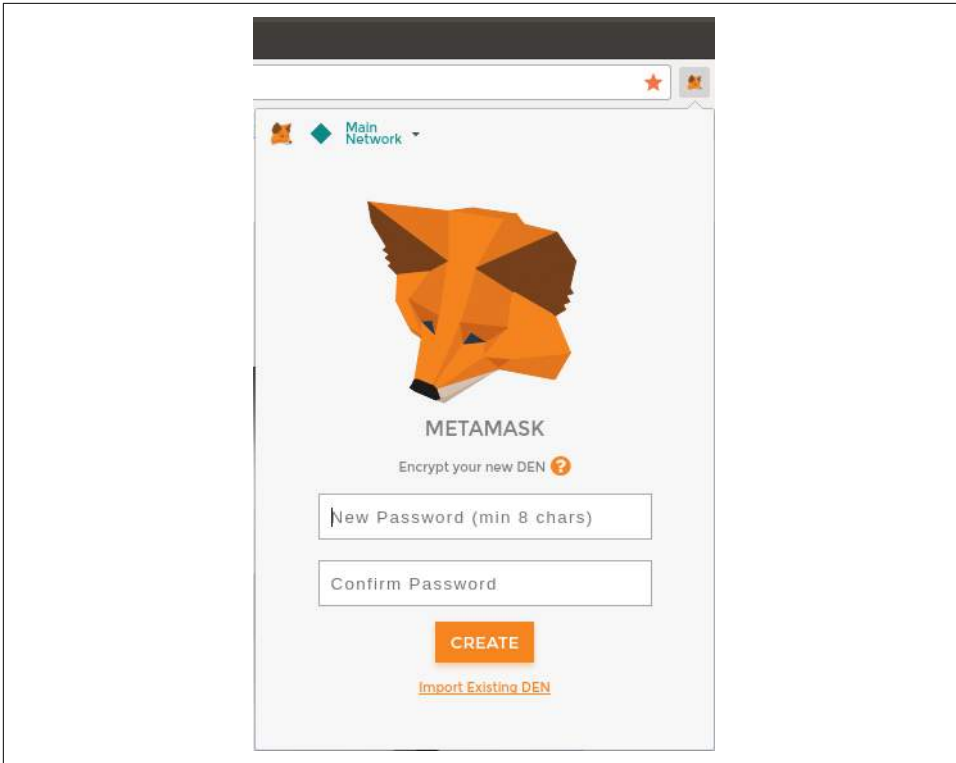 Main
Network
METAMASK
Encrypt your new DEN ?
New Password (min 8 chars)
Confirm Password
CREATE
Import Existing DEN